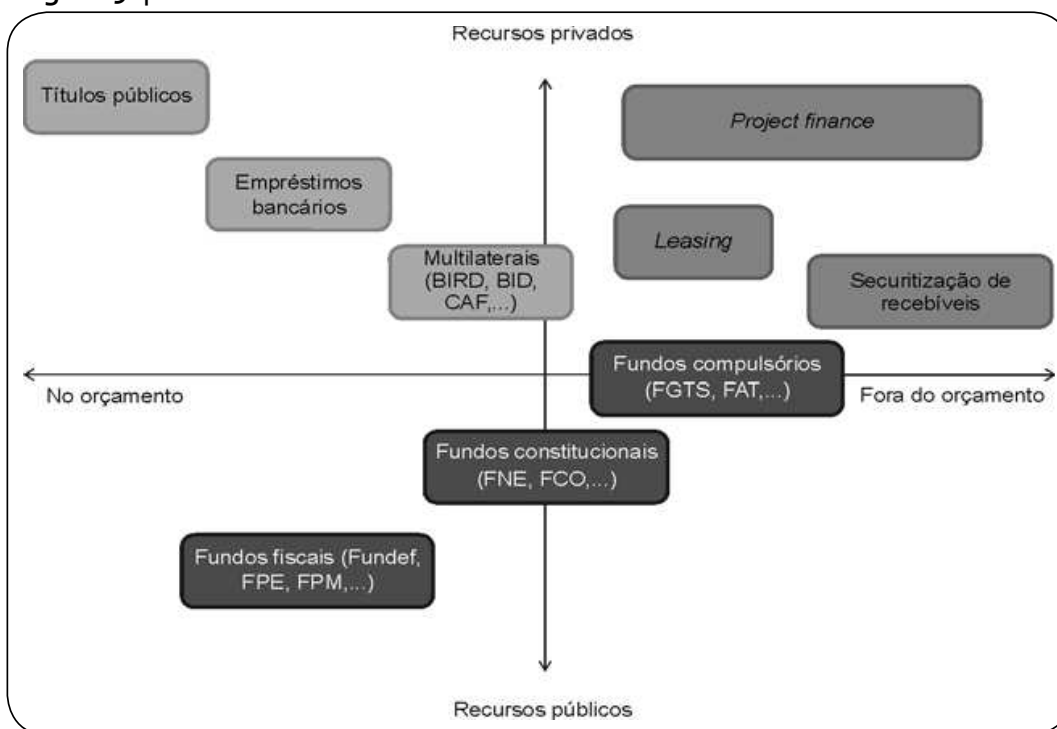 Recursos privados
Títulos públicos
Project finance
Empréstimos
bancários
Leasing
Multilaterais
(BIRD, BID,
CAF,...)
Securitização de
recebíveis
Fundos compulsórios
(FGTS, FAT,...)
No orçamento
Fora do orçamento
Fundos constitucionais
(FNE, FCO,...)
Fundos fiscais (Fundef,
FPE, FPM,...)
Recursos públicos